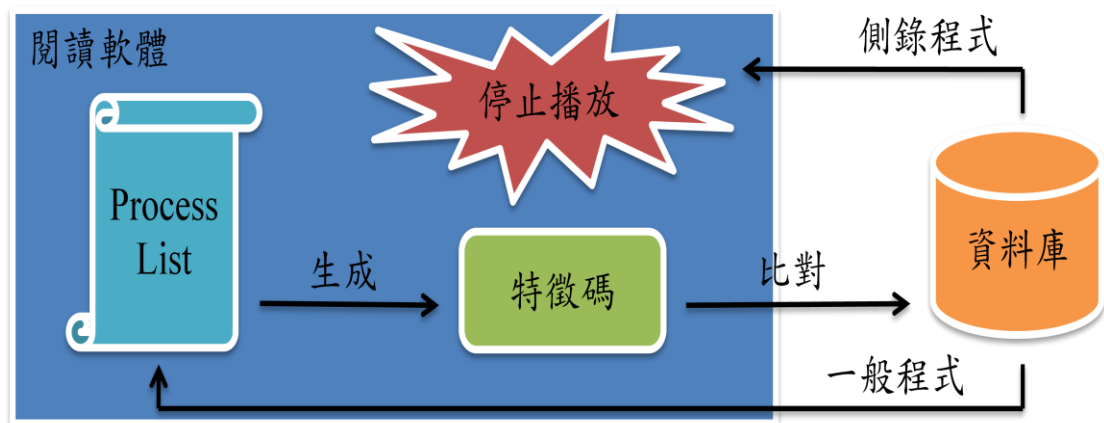 閱讀軟體
側錄程式
停止播放
Process
List
生成
特徵碼
比對
資料庫
一般程式